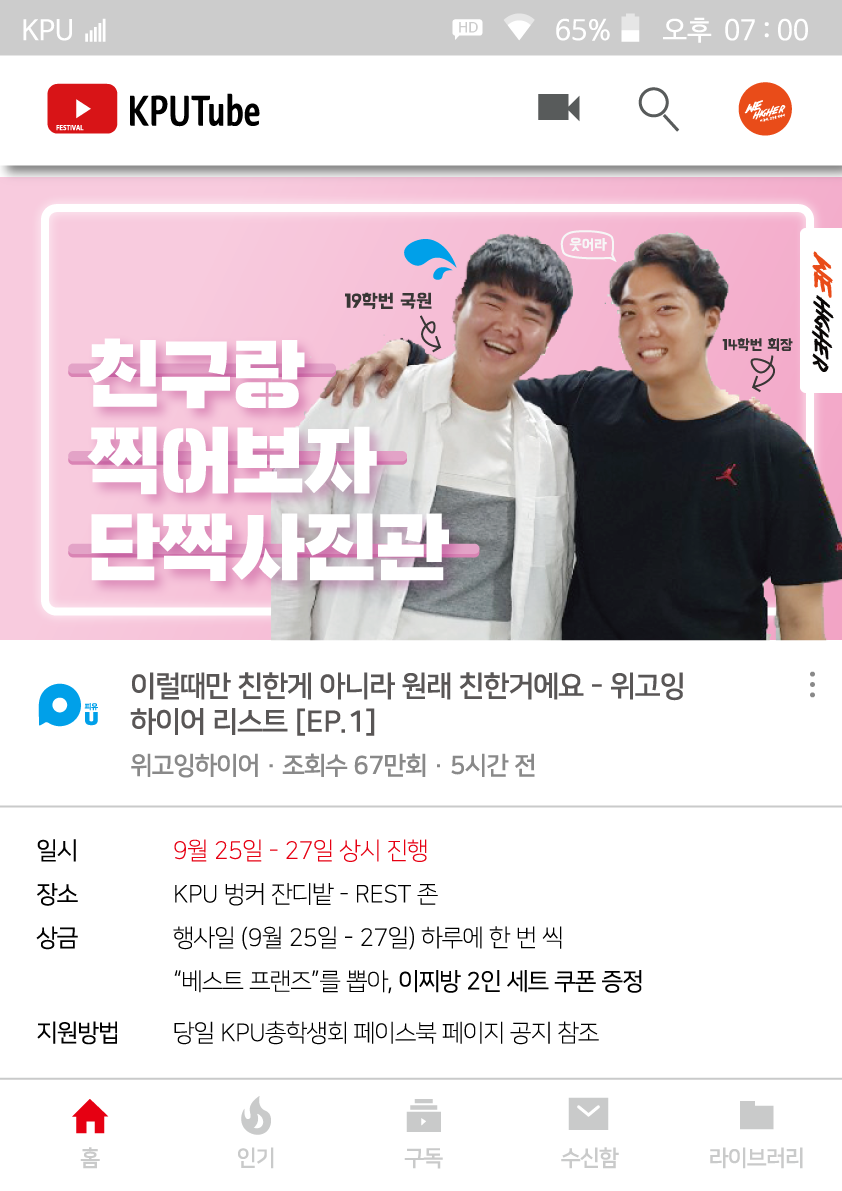 KPU HD 65% 오후 07 : 00
FESTIVAL KPUTube WE HIGHER
웃어라
19학번 국원
WE HIGHER
14학번 회장
친구랑
찍어보자
단짝사진관
이럴때만 친한게 아니라 원래 친한거에요 - 위고잉
하이어 리스트 [EP.1]
피유
U
위고잉하이어 · 조회수 67만회 · 5시간 전
일시 9월 25일 - 27일 상시 진행
장소 KPU 벙커 잔디밭 - REST 존
상금 행사일 (9월 25일 - 27일) 하루에 한 번 씩
“베스트 프랜즈”를 뽑아, 이찌방 2인 세트 쿠폰 증정
지원방법 당일 KPU총학생회 페이스북 페이지 공지 참조
홈 인기 구독 수신함 라이브러리